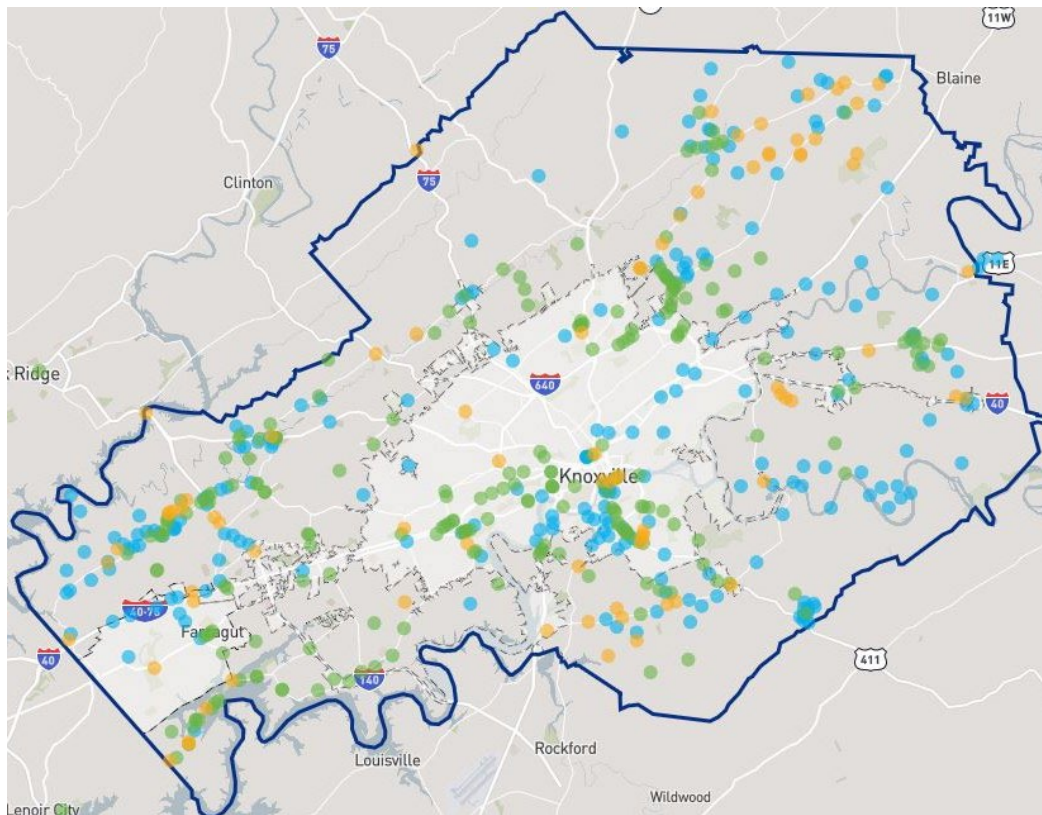 11W
75
Blaine
75
Clinton
11E
k Ridge
640
40
Knoxville
40-75
Farragut
40
411
140
Rockford
Louisville
Wildwood
Lenoir City